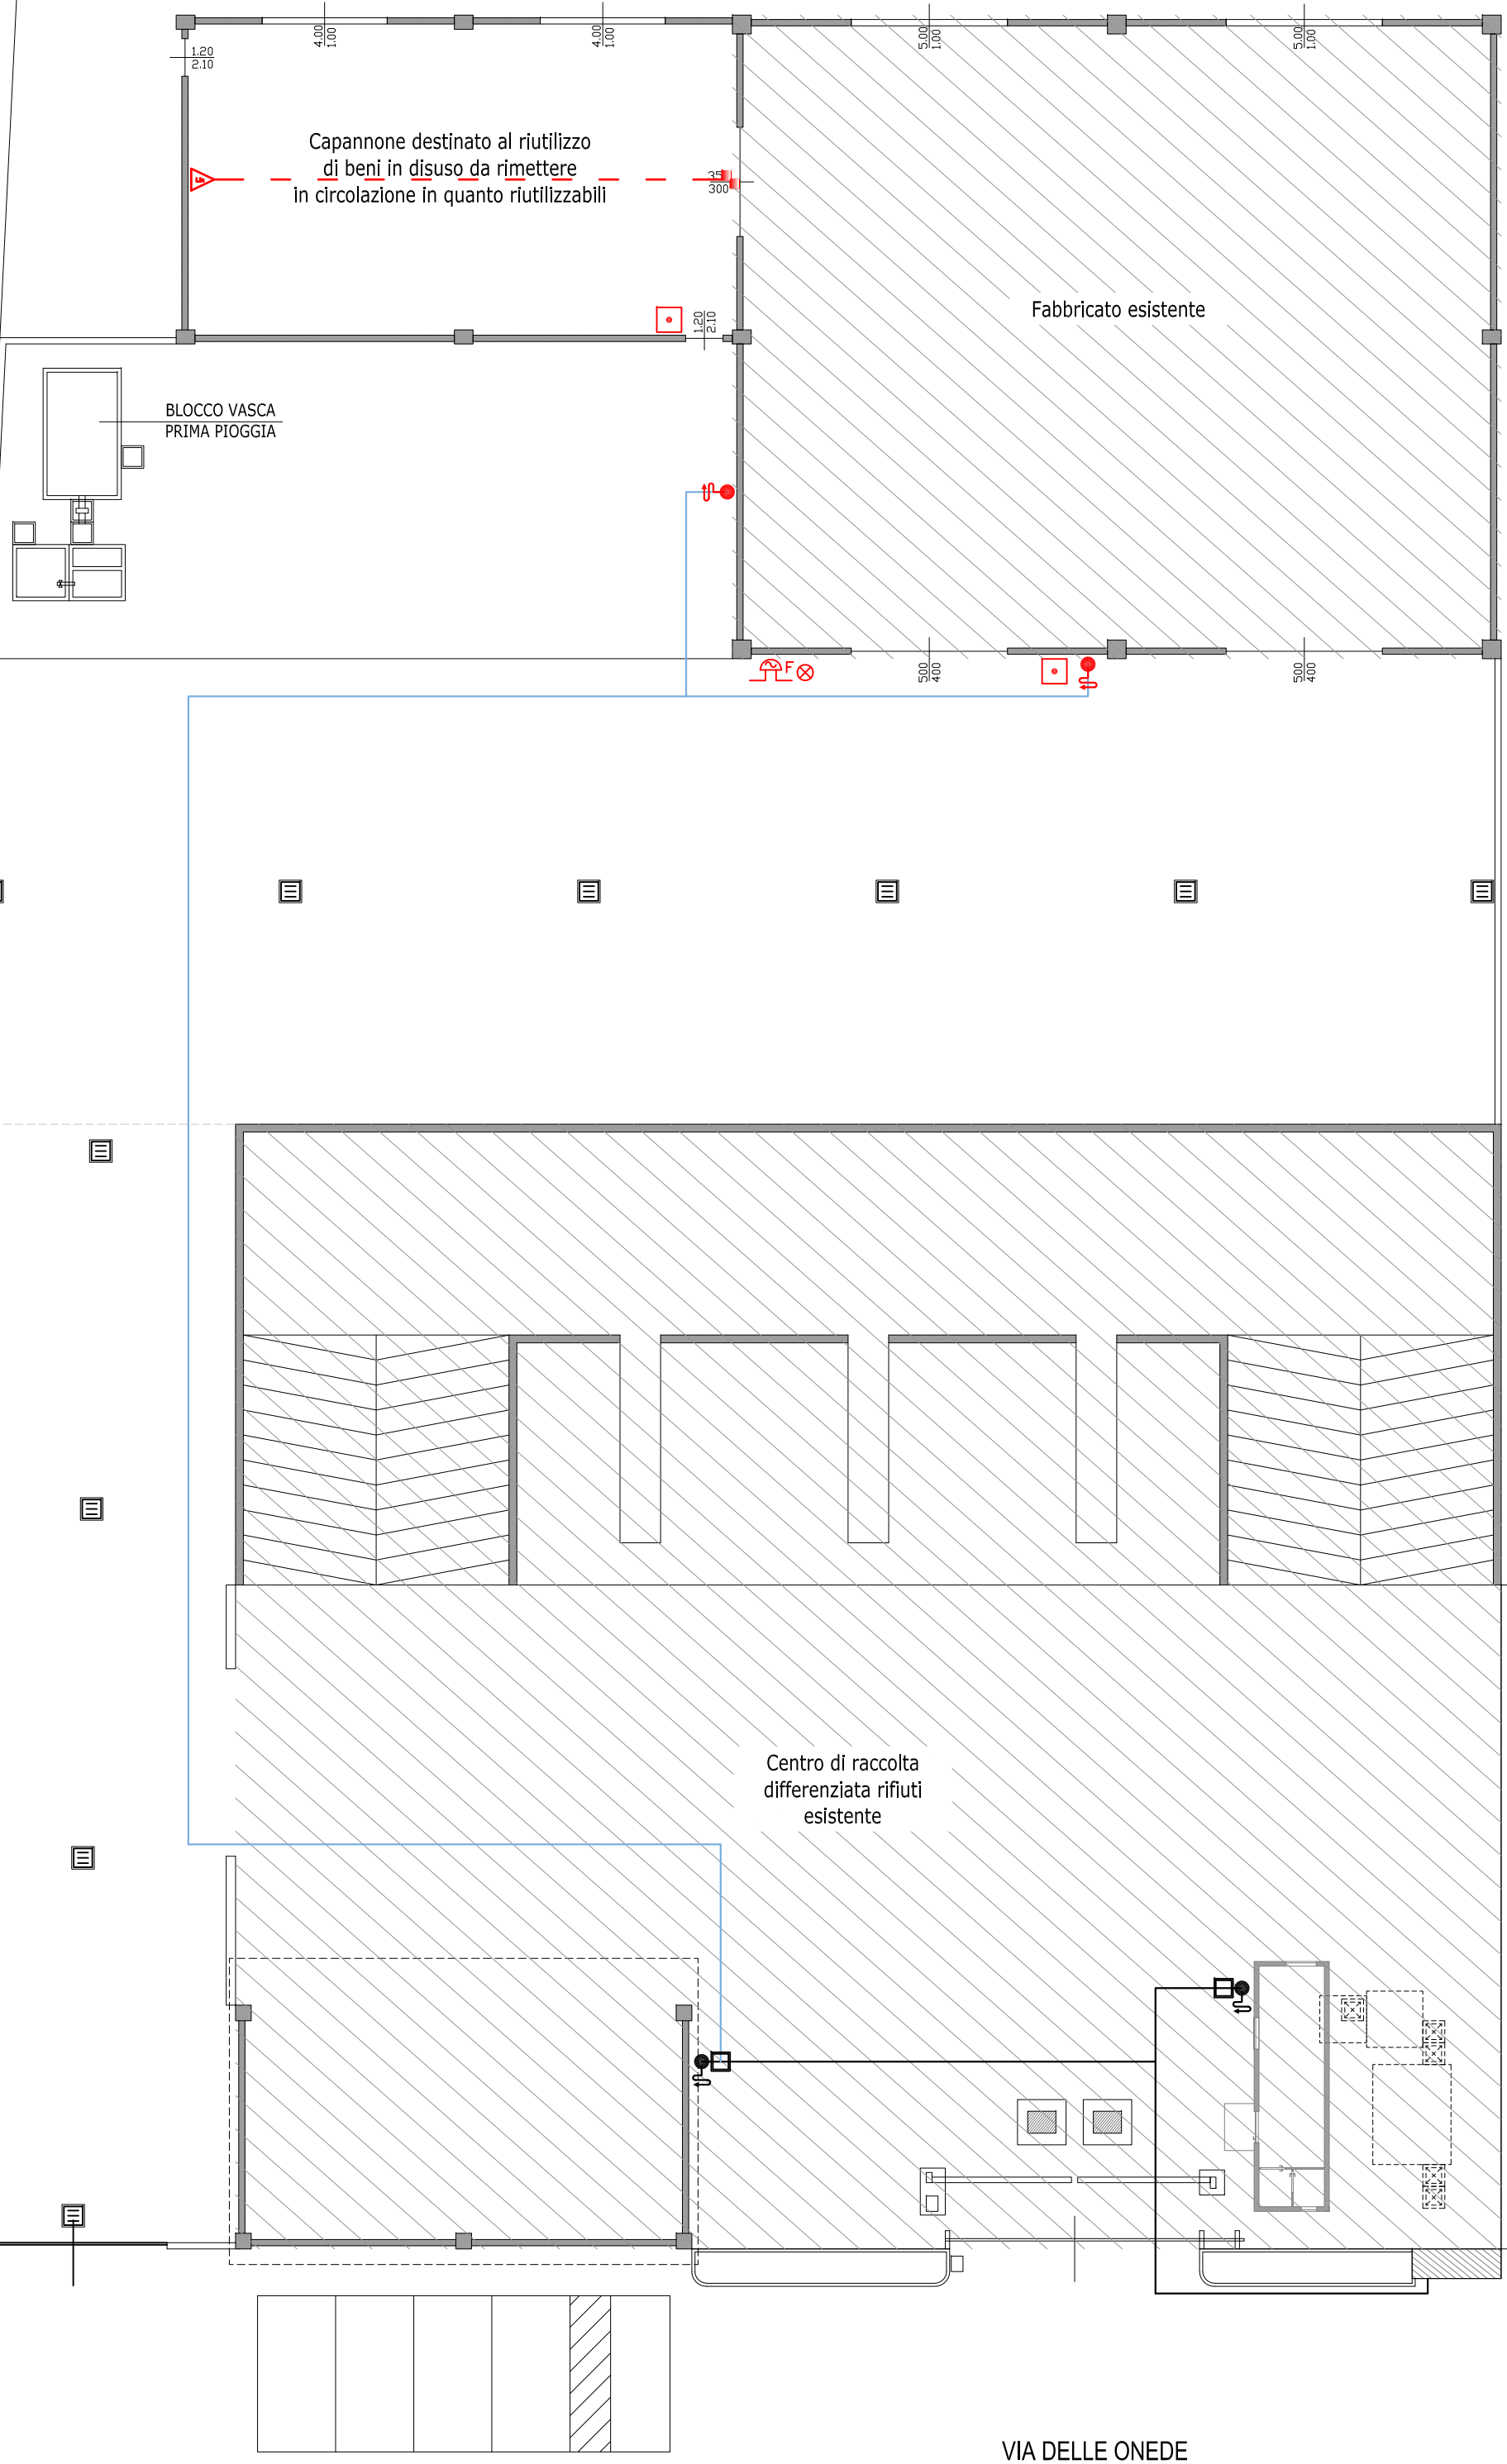 4.00
1.00
4.00
1.00
5.00
1.00
5.00
1.00
1.20
2.10
Capannone destinato al riutilizzo
di beni in disuso da rimettere
in circolazione in quanto riutilizzabili
300
Fabbricato esistente
1.20
2.10
BLOCCO VASCA
PRIMA PIOGGIA
F
500
400
500
400
Centro di raccolta
differenziata rifiuti
esistente
VIA DELLE ONEDE